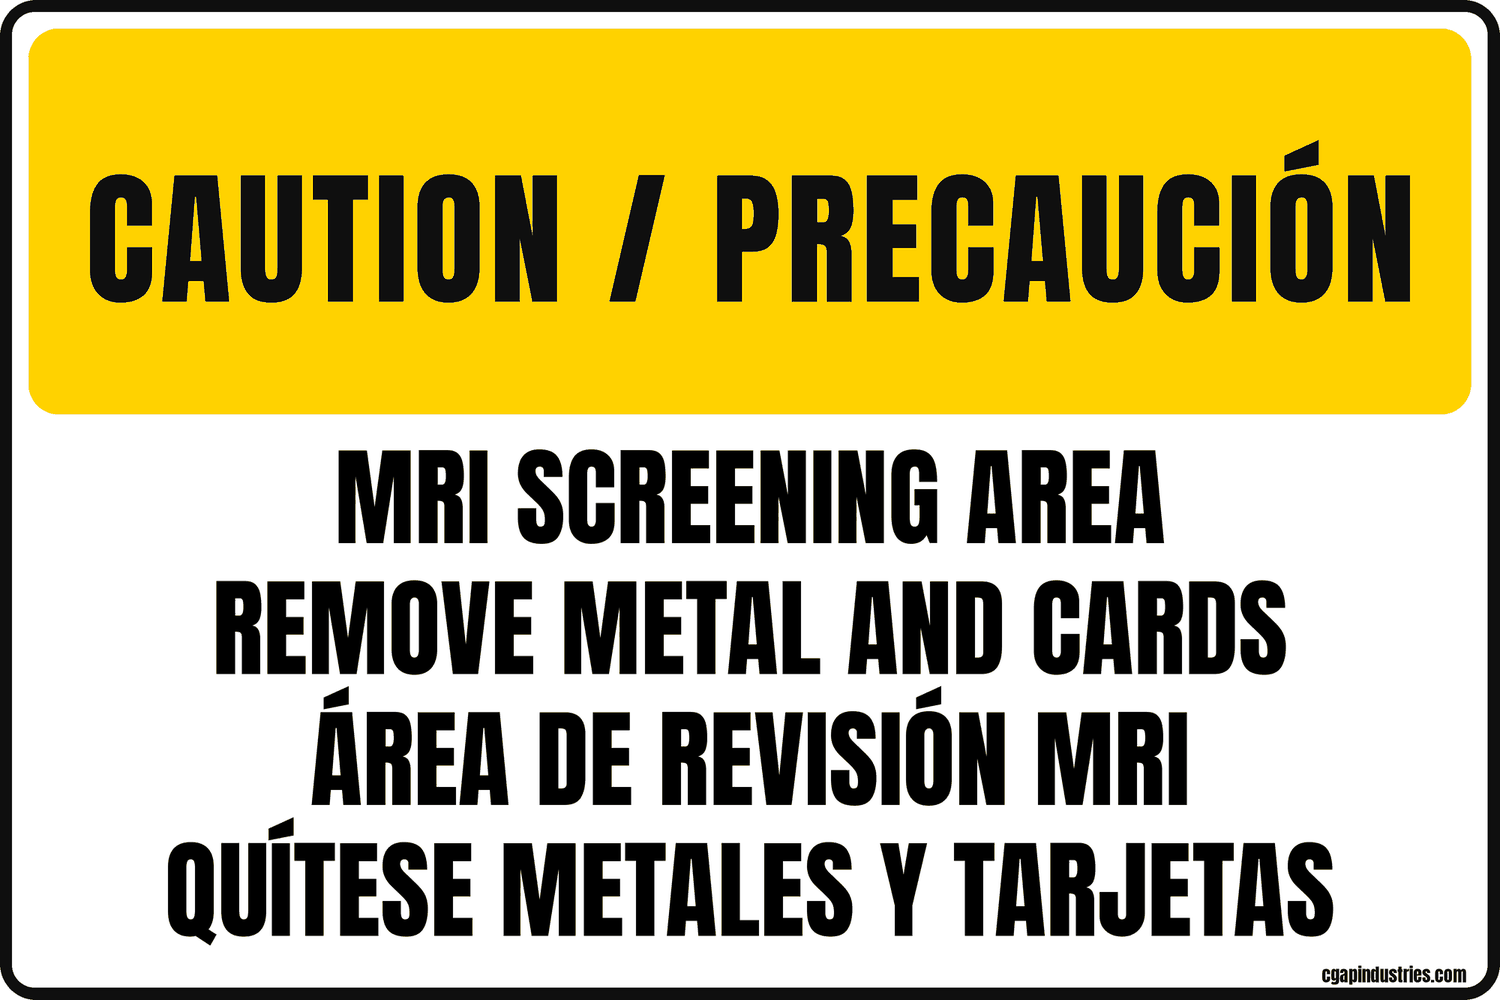 CAUTION / PRECAUCIÓN
MRI SCREENING AREA
REMOVE METAL AND CARDS
ÁREA DE REVISIÓN MRI
QUÍTESE METALES Y TARJETAS
cgapindustries.com